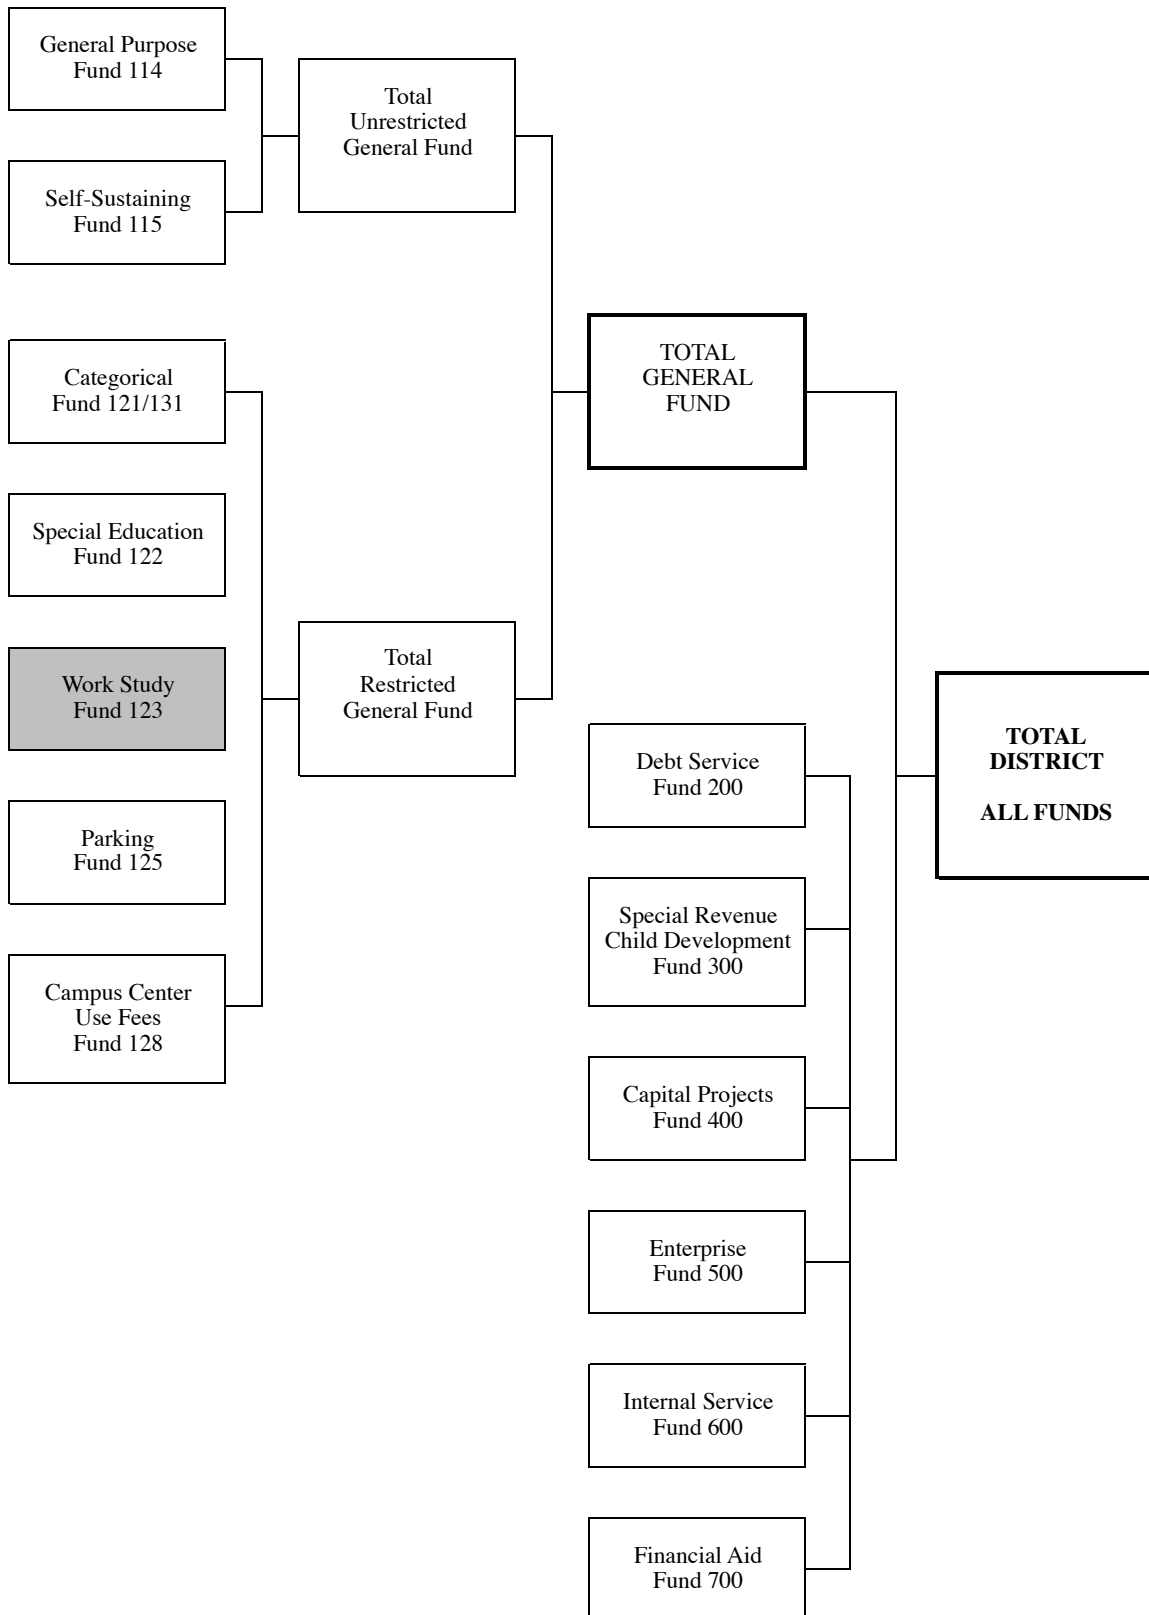 General Purpose
Fund 114
Self-Sustaining
Fund 115
Total
Unrestricted
General Fund
Categorical
Fund 121/131
Special Education
Fund 122
Work Study
Fund 123
Parking
Fund 125
Campus Center
Use Fees
Fund 128
Total
Restricted
General Fund
TOTAL
GENERAL
FUND
Debt Service
Fund 200
Special Revenue
Child Development
Fund 300
Capital Projects
Fund 400
Enterprise
Fund 500
Internal Service
Fund 600
Financial Aid
Fund 700
TOTAL
DISTRICT
ALL FUNDS